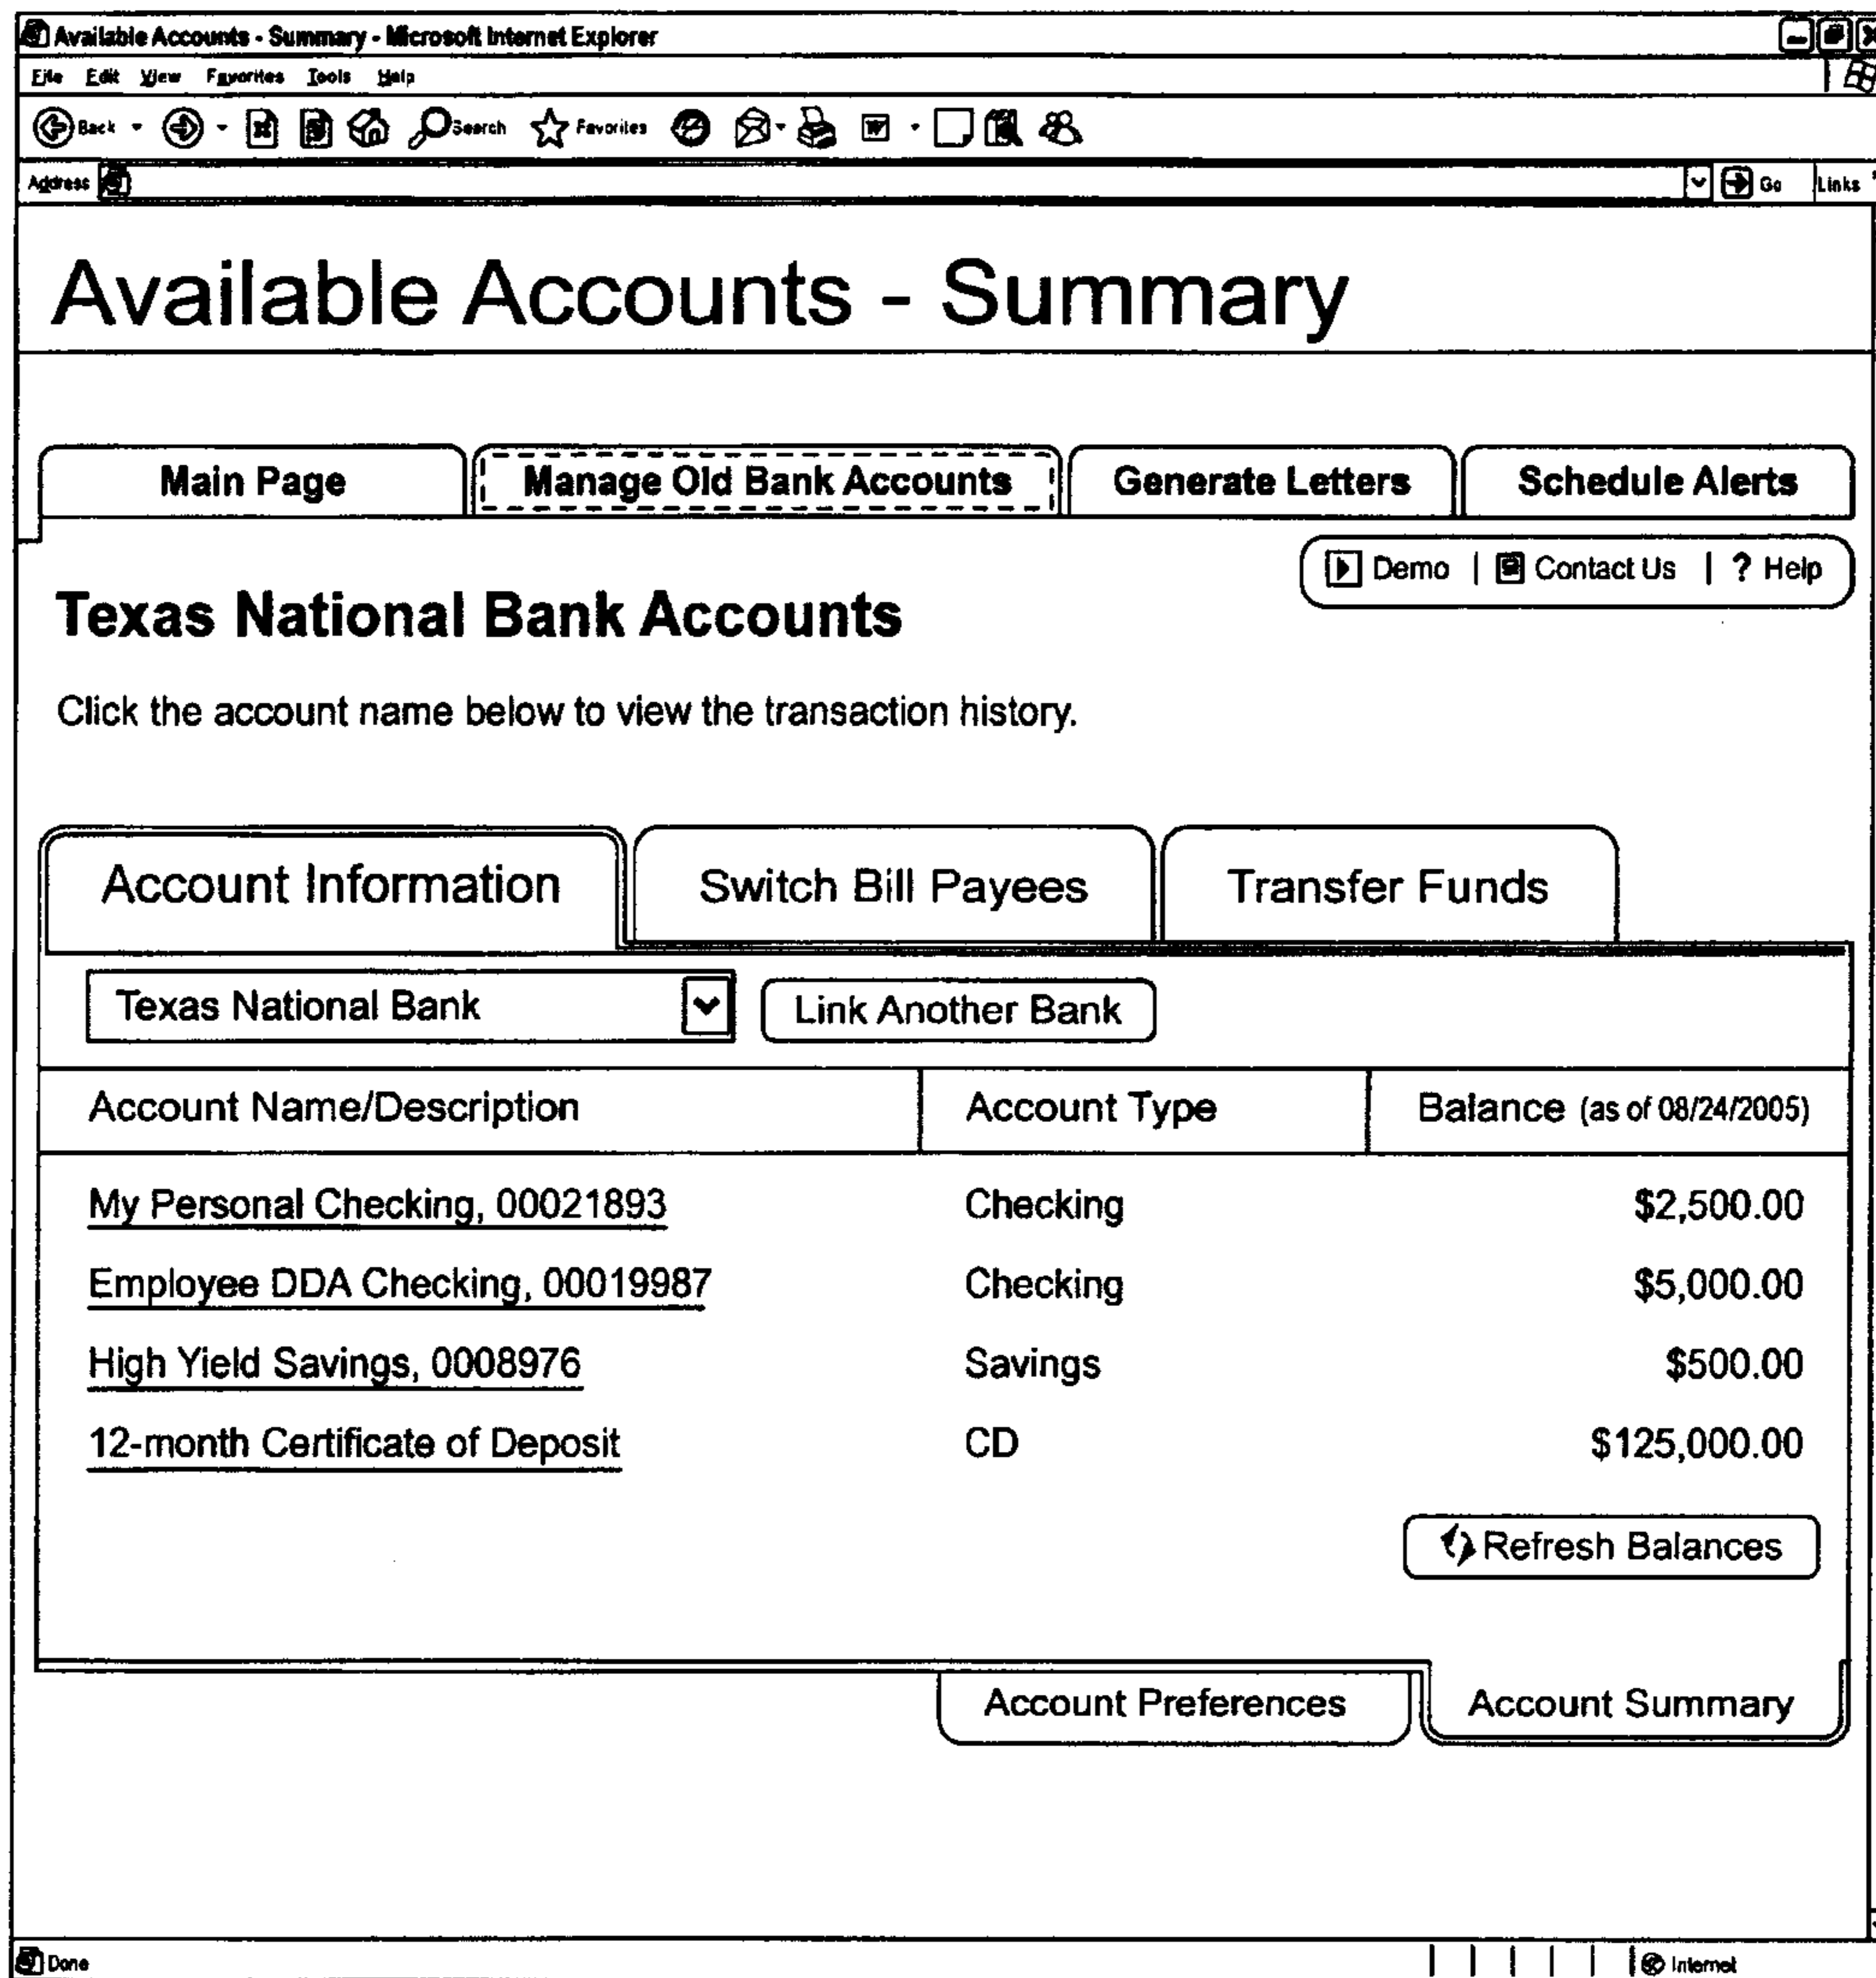 Available Accounts - Summary - Microsoft Internet Explorer
File Edit View Favorites Tools Help
Back Search Favorites
Address Go Links
Available Accounts - Summary
Main Page Manage Old Bank Accounts Generate Letters Schedule Alerts
Demo | Contact Us | ? Help
Texas National Bank Accounts
Click the account name below to view the transaction history.
Account Information Switch Bill Payees Transfer Funds
Texas National Bank Link Another Bank
Account Name/Description Account Type Balance (as of 08/24/2005)
My Personal Checking, 00021893 Checking $2,500.00
Employee DDA Checking, 00019987 Checking $5,000.00
High Yield Savings, 0008976 Savings $500.00
12-month Certificate of Deposit CD $125,000.00
Refresh Balances
Account Preferences Account Summary
Done Internet